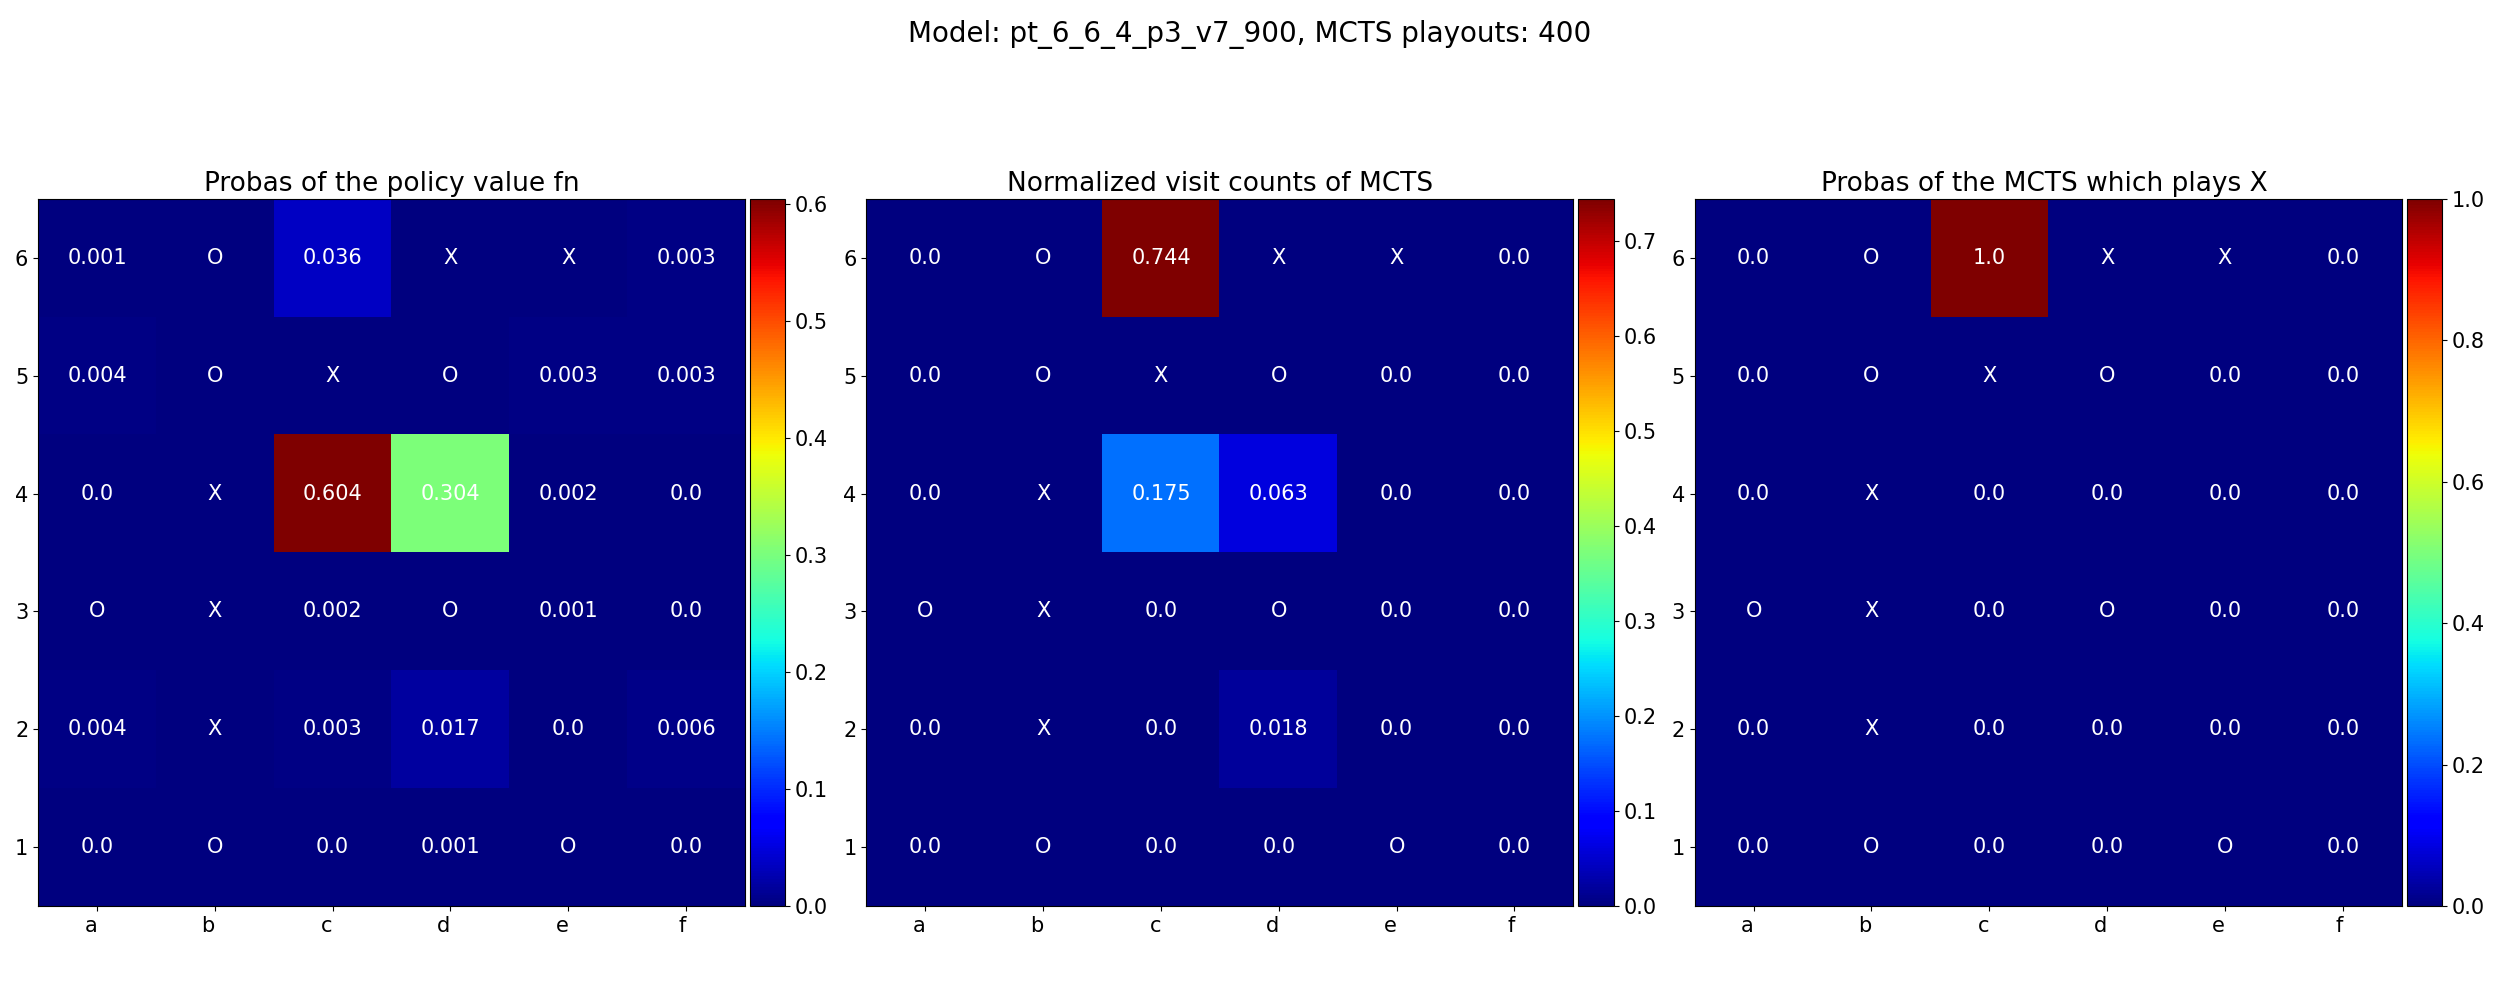 Model: pt_6_6_4_p3_v7_900, MCTS playouts: 400
Probas of the policy value fn
6 0.001 O 0.036 X X 0.003
5 0.004 O X O 0.003 0.003
4 0.0 X 0.604 0.304 0.002 0.0
3 O X 0.002 O 0.001 0.0
2 0.004 X 0.003 0.017 0.0 0.006
1 0.0 O 0.0 0.001 O 0.0
a b c d e f
0.6
0.5
0.4
0.3
0.2
0.1
0.0
Normalized visit counts of MCTS
6 0.0 O 0.744 X X 0.0
5 0.0 O X O 0.0 0.0
4 0.0 X 0.175 0.063 0.0 0.0
3 O X 0.0 O 0.0 0.0
2 0.0 X 0.0 0.018 0.0 0.0
1 0.0 O 0.0 0.0 O 0.0
a b c d e f
0.7
0.6
0.5
0.4
0.3
0.2
0.1
0.0
Probas of the MCTS which plays X
6 0.0 O 1.0 X X 0.0
5 0.0 O X O 0.0 0.0
4 0.0 X 0.0 0.0 0.0 0.0
3 O X 0.0 O 0.0 0.0
2 0.0 X 0.0 0.0 0.0 0.0
1 0.0 O 0.0 0.0 O 0.0
a b c d e f
1.0
0.8
0.6
0.4
0.2
0.0